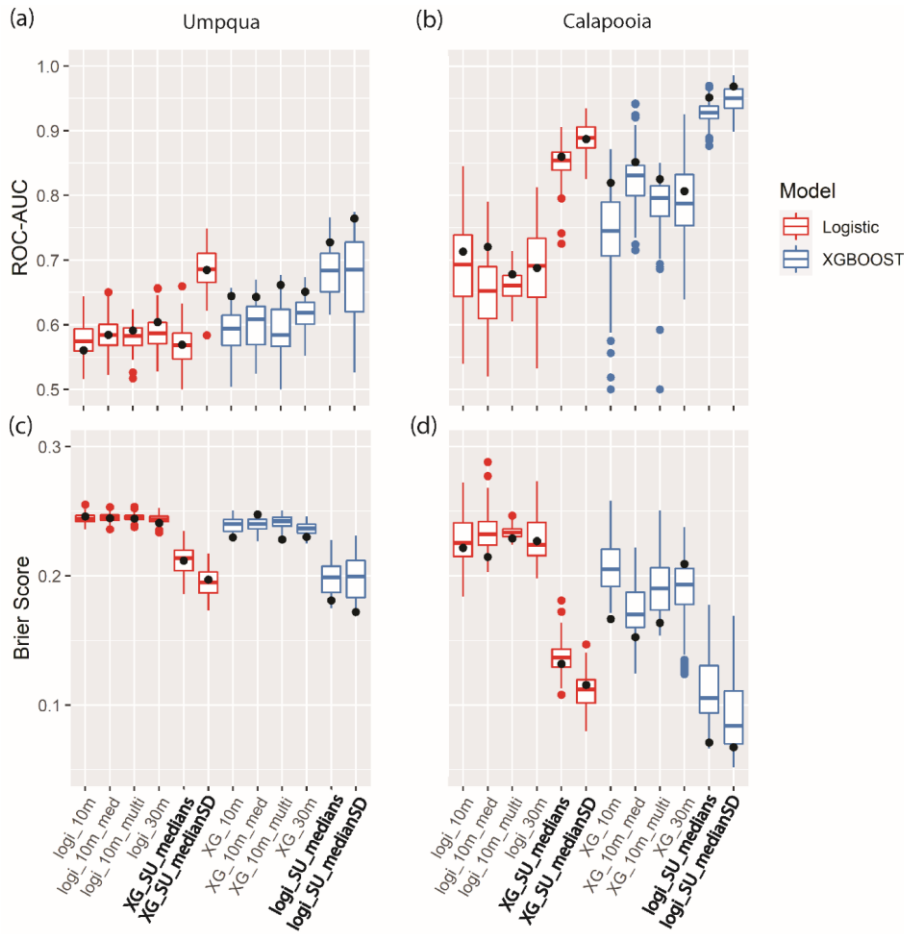 (a) Umpqua
(b) Calapooia
1.0
0.9
0.8
0.7
0.6
0.5
ROC-AUC
Model
Logistic
XGBOOST
(c)
(d)
0.3
0.2
0.1
Brier Score
logi_10m
logi_10m_med
logi_10m_multi
logi_30m
XG_SU_medians
XG_SU_medianSD
XG_10m
XG_10m_med
XG_10m_multi
XG_30m
logi_SU_medians
logi_SU_medianSD
logi_10m
logi_10m_med
logi_10m_multi
logi_30m
XG_SU_medians
XG_SU_medianSD
XG_10m
XG_10m_med
XG_10m_multi
XG_30m
logi_SU_medians
logi_SU_medianSD